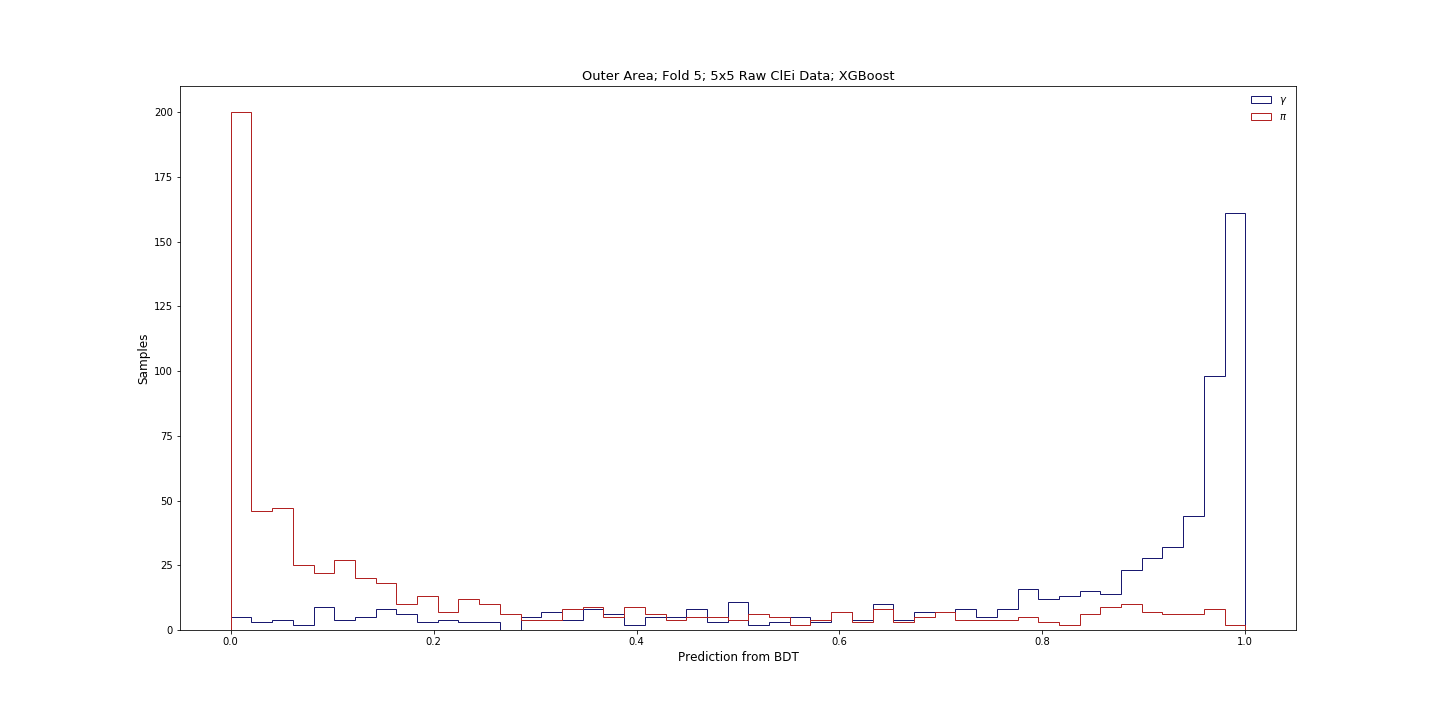 Outer Area; Fold 5; 5x5 Raw ClEi Data; XGBoost
γ
π
200
175
150
125
100
75
50
25
0
Samples
0.0 0.2 0.4 0.6 0.8 1.0
Prediction from BDT